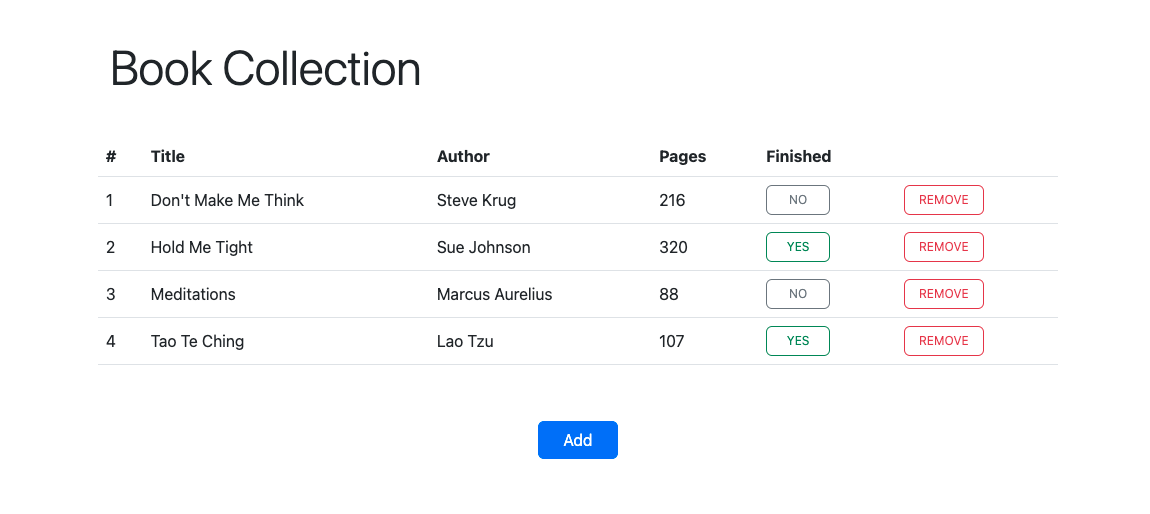 Book Collection
# Title Author Pages Finished
1 Don't Make Me Think Steve Krug 216 NO REMOVE
2 Hold Me Tight Sue Johnson 320 YES REMOVE
3 Meditations Marcus Aurelius 88 NO REMOVE
4 Tao Te Ching Lao Tzu 107 YES REMOVE
Add